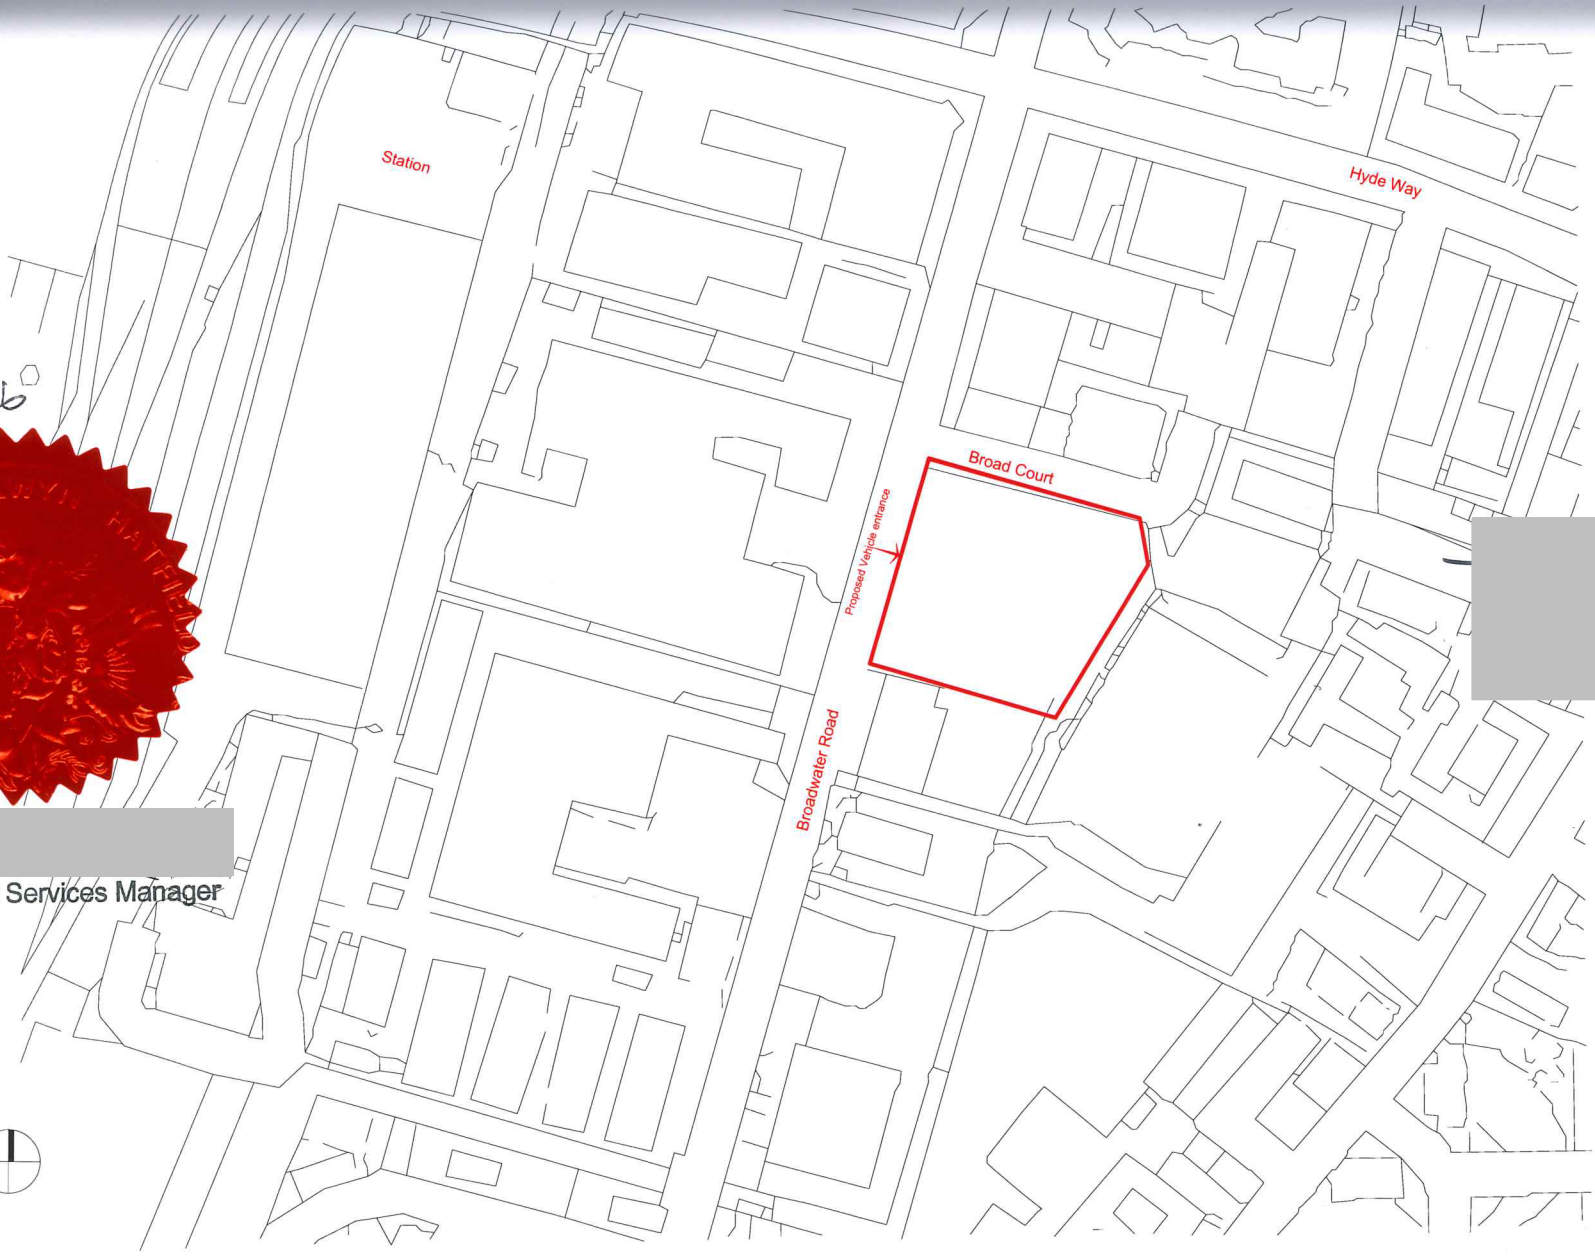 Station
Hyde Way
Broad Court
Proposed Vehicle entrance
Broadwater Road
Services Manager